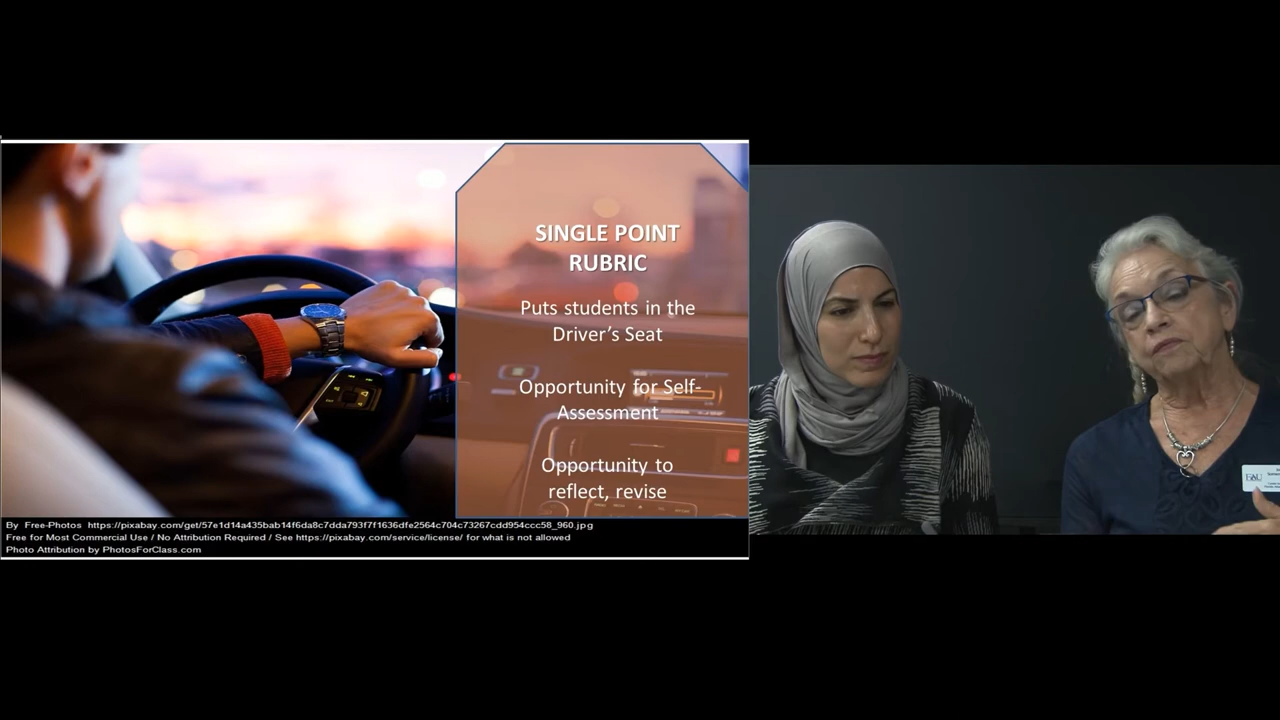 SINGLE POINT
RUBRIC
Puts students in the
Driver's Seat
Opportunity for Self-
Assessment
Opportunity to
reflect, revise
By Free-Photos https://pixabay.com/get/57e1d14a435bab14f6da8c7dda793f7f1636dfe2564c704c73267cdd954ccc58_960.jpg
Free for Most Commercial Use / No Attribution Required / See https://pixabay.com/service/license/ for what is not allowed
Photo Attribution by PhotosForClass.com
FAU